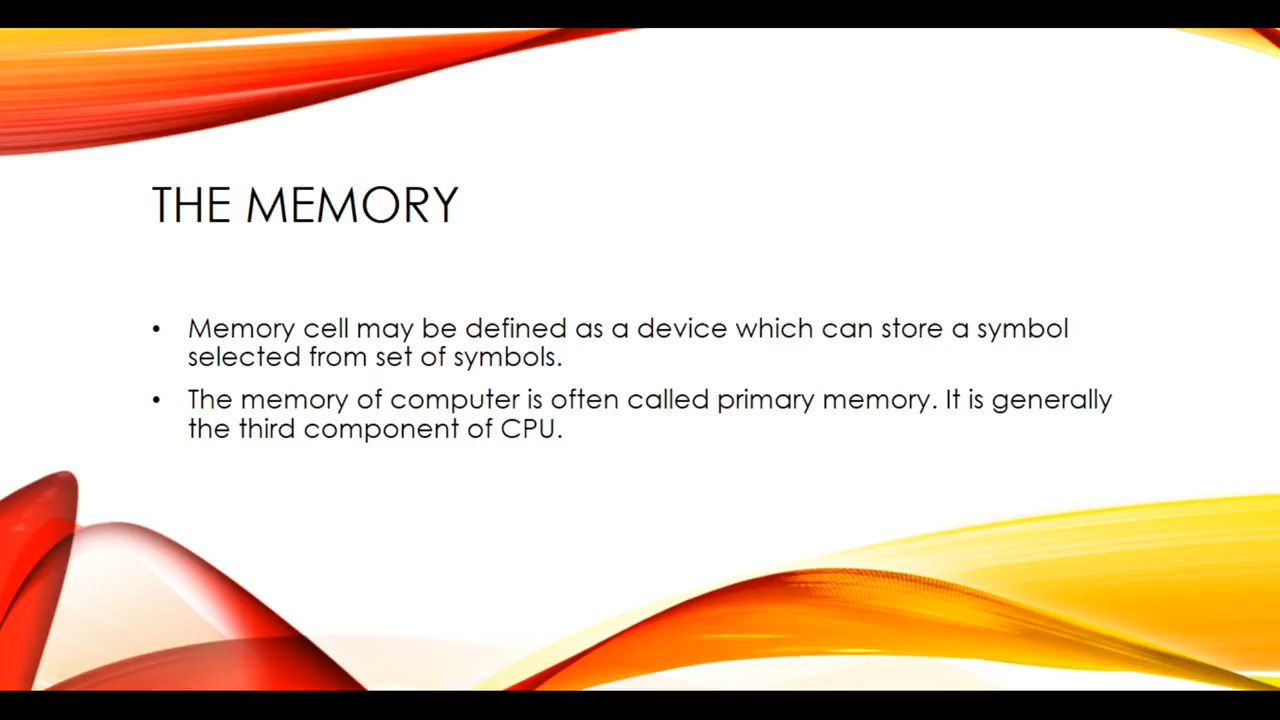 THE MEMORY
• Memory cell may be defined as a device which can store a symbol
selected from set of symbols.
• The memory of computer is often called primary memory. It is generally
the third component of CPU.